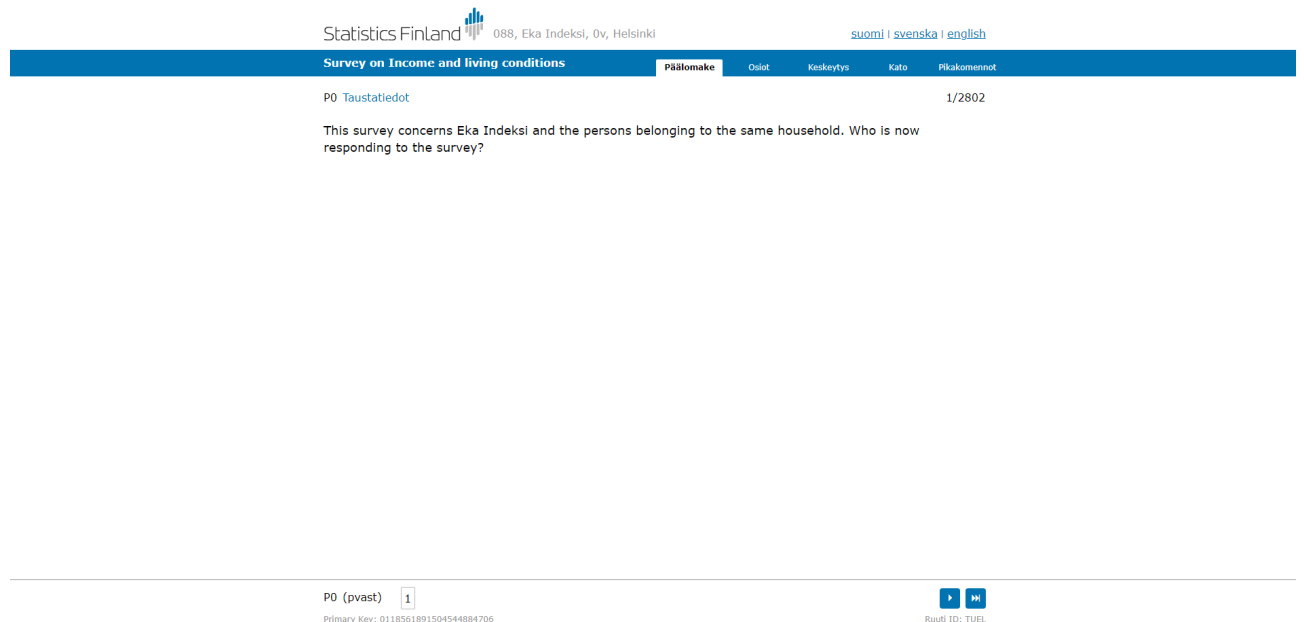 Statistics Finland 088, Eka Indeksi, 0v, Helsinki suomi | svenska | english
Survey on Income and living conditions Päälomake Osiot Keskeytys Kato Pikakomennot
P0 Taustatiedot 1/2802
This survey concerns Eka Indeksi and the persons belonging to the same household. Who is now
responding to the survey?
P0 (pvast) 1
Primary Key: 0118561891504544884706 Ruuti ID: TUEL